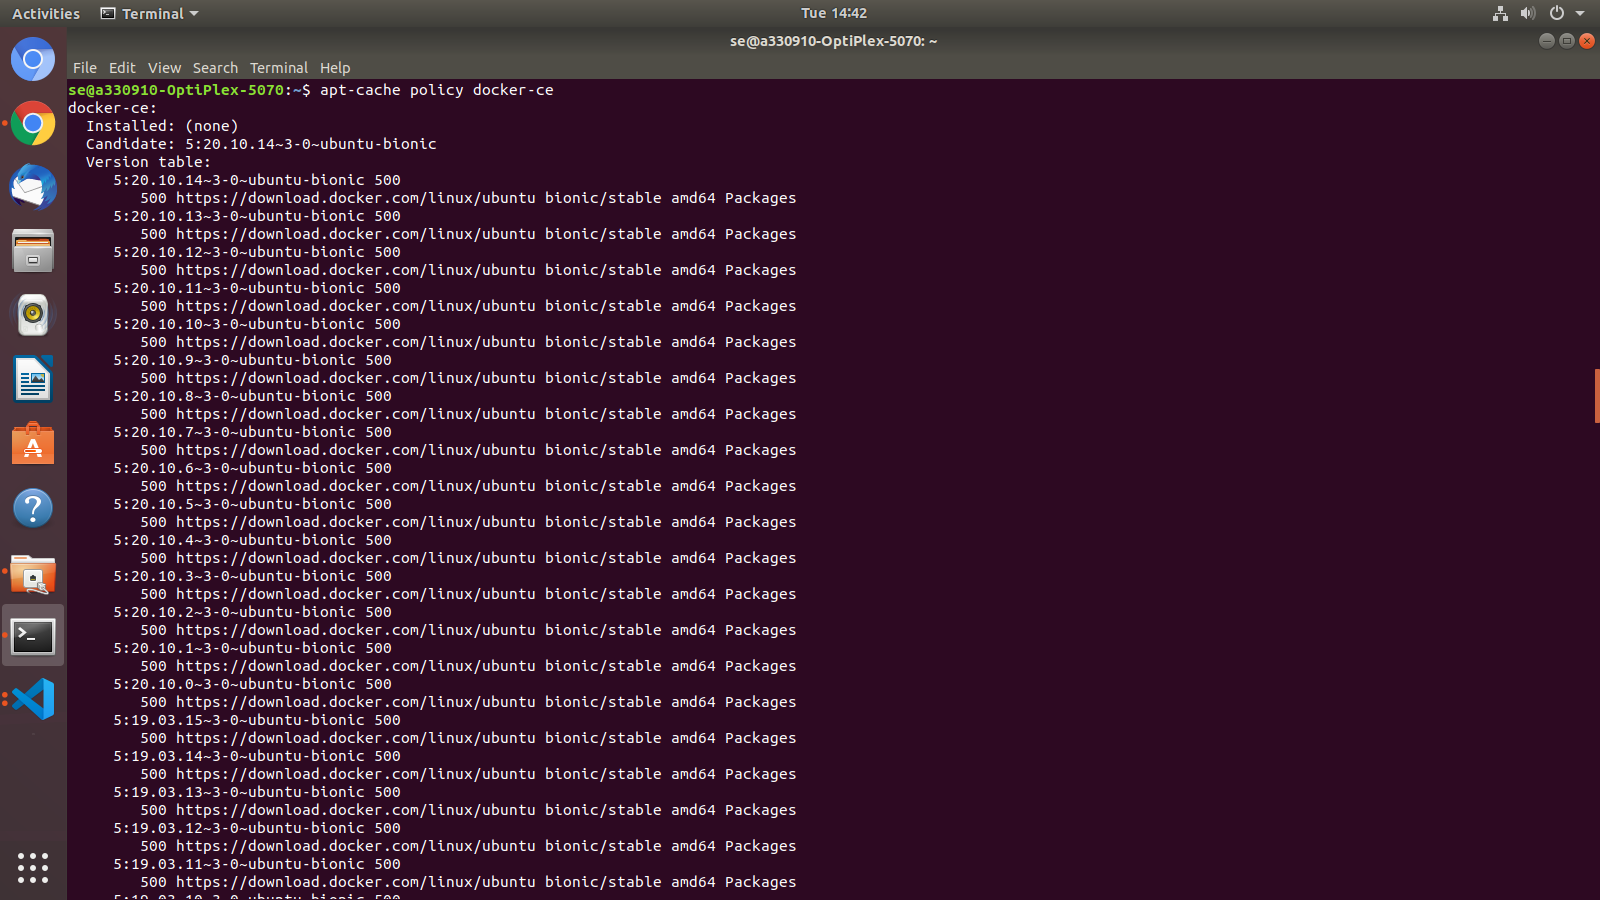 Activities Terminal Tue 14:42
se@a330910-OptiPlex-5070: ~
File Edit View Search Terminal Help
se@a330910-OptiPlex-5070:~$ apt-cache policy docker-ce
docker-ce:
Installed: (none)
Candidate: 5:20.10.14~3-0~ubuntu-bionic
Version table:
5:20.10.14~3-0~ubuntu-bionic 500
500 https://download.docker.com/linux/ubuntu bionic/stable amd64 Packages
5:20.10.13~3-0~ubuntu-bionic 500
500 https://download.docker.com/linux/ubuntu bionic/stable amd64 Packages
5:20.10.12~3-0~ubuntu-bionic 500
500 https://download.docker.com/linux/ubuntu bionic/stable amd64 Packages
5:20.10.11~3-0~ubuntu-bionic 500
500 https://download.docker.com/linux/ubuntu bionic/stable amd64 Packages
5:20.10.10~3-0~ubuntu-bionic 500
500 https://download.docker.com/linux/ubuntu bionic/stable amd64 Packages
5:20.10.9~3-0~ubuntu-bionic 500
500 https://download.docker.com/linux/ubuntu bionic/stable amd64 Packages
5:20.10.8~3-0~ubuntu-bionic 500
500 https://download.docker.com/linux/ubuntu bionic/stable amd64 Packages
5:20.10.7~3-0~ubuntu-bionic 500
500 https://download.docker.com/linux/ubuntu bionic/stable amd64 Packages
5:20.10.6~3-0~ubuntu-bionic 500
500 https://download.docker.com/linux/ubuntu bionic/stable amd64 Packages
5:20.10.5~3-0~ubuntu-bionic 500
500 https://download.docker.com/linux/ubuntu bionic/stable amd64 Packages
5:20.10.4~3-0~ubuntu-bionic 500
500 https://download.docker.com/linux/ubuntu bionic/stable amd64 Packages
5:20.10.3~3-0~ubuntu-bionic 500
500 https://download.docker.com/linux/ubuntu bionic/stable amd64 Packages
5:20.10.2~3-0~ubuntu-bionic 500
500 https://download.docker.com/linux/ubuntu bionic/stable amd64 Packages
5:20.10.1~3-0~ubuntu-bionic 500
500 https://download.docker.com/linux/ubuntu bionic/stable amd64 Packages
5:20.10.0~3-0~ubuntu-bionic 500
500 https://download.docker.com/linux/ubuntu bionic/stable amd64 Packages
5:19.03.15~3-0~ubuntu-bionic 500
500 https://download.docker.com/linux/ubuntu bionic/stable amd64 Packages
5:19.03.14~3-0~ubuntu-bionic 500
500 https://download.docker.com/linux/ubuntu bionic/stable amd64 Packages
5:19.03.13~3-0~ubuntu-bionic 500
500 https://download.docker.com/linux/ubuntu bionic/stable amd64 Packages
5:19.03.12~3-0~ubuntu-bionic 500
500 https://download.docker.com/linux/ubuntu bionic/stable amd64 Packages
5:19.03.11~3-0~ubuntu-bionic 500
500 https://download.docker.com/linux/ubuntu bionic/stable amd64 Packages